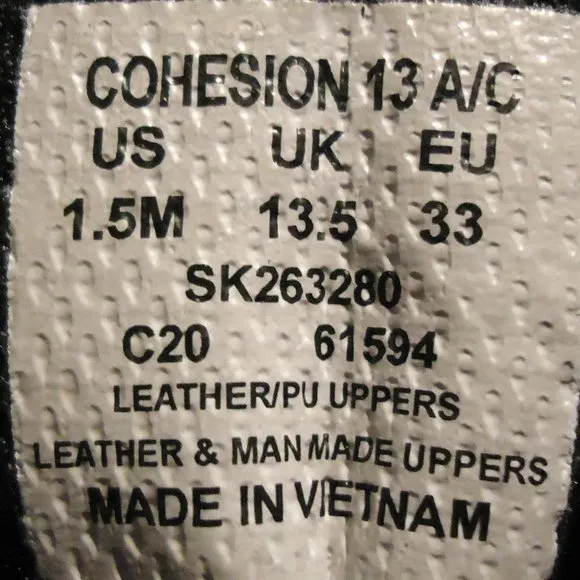 COHESION 13 A/C
US UK EU
1.5M 13.5 33
SK263280
C20 61594
LEATHER/PU UPPERS
LEATHER & MAN MADE UPPERS
MADE IN VIETNAM